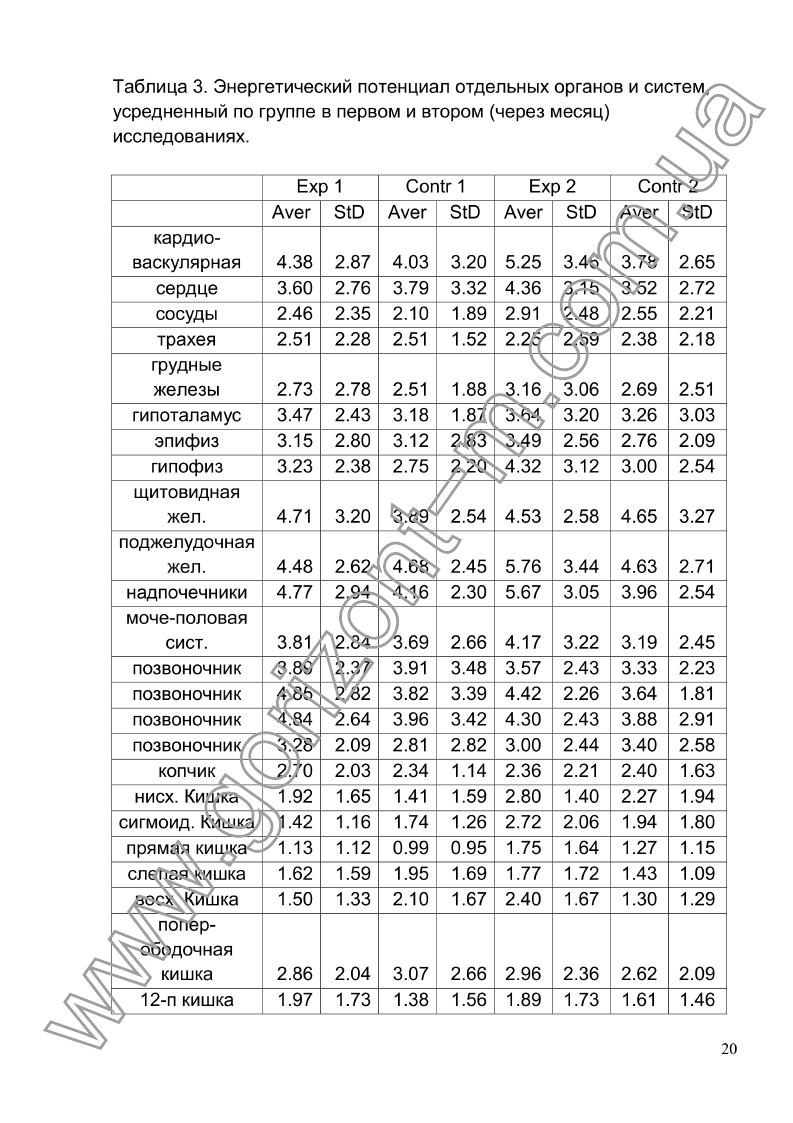 Таблица 3. Энергетический потенциал отдельных органов и систем,
усредненный по группе в первом и втором (через месяц)
исследованиях.
Exp 1 Contr 1 Exp 2 Contr 2
Aver StD Aver StD Aver StD Aver StD
кардио-
васкулярная 4.38 2.87 4.03 3.20 5.25 3.46 3.78 2.65
сердце 3.60 2.76 3.79 3.32 4.36 3.15 3.52 2.72
сосуды 2.46 2.35 2.10 1.89 2.91 2.48 2.55 2.21
трахея 2.51 2.28 2.51 1.52 2.25 2.59 2.38 2.18
грудные
железы 2.73 2.78 2.51 1.88 3.16 3.06 2.69 2.51
гипоталамус 3.47 2.43 3.18 1.87 3.64 3.20 3.26 3.03
эпифиз 3.15 2.80 3.12 2.83 3.49 2.56 2.76 2.09
гипофиз 3.23 2.38 2.75 2.20 4.32 3.12 3.00 2.54
щитовидная
жел. 4.71 3.20 3.89 2.54 4.53 2.58 4.65 3.27
поджелудочная
жел. 4.48 2.62 4.68 2.45 5.76 3.44 4.63 2.71
надпочечники 4.77 2.94 4.16 2.30 5.67 3.05 3.96 2.54
моче-половая
сист. 3.81 2.84 3.69 2.66 4.17 3.22 3.19 2.45
позвоночник 3.89 2.37 3.91 3.48 3.57 2.43 3.33 2.23
позвоночник 4.85 2.82 3.82 3.39 4.42 2.26 3.64 1.81
позвоночник 4.84 2.64 3.96 3.42 4.30 2.43 3.88 2.91
позвоночник 3.28 2.09 2.81 2.82 3.00 2.44 3.40 2.58
копчик 2.70 2.03 2.34 1.14 2.36 2.21 2.40 1.63
нисх. Кишка 1.92 1.65 1.41 1.59 2.80 1.40 2.27 1.94
сигмоид. Кишка 1.42 1.16 1.74 1.26 2.72 2.06 1.94 1.80
прямая кишка 1.13 1.12 0.99 0.95 1.75 1.64 1.27 1.15
слепая кишка 1.62 1.59 1.95 1.69 1.77 1.72 1.43 1.09
восх. Кишка 1.50 1.33 2.10 1.67 2.40 1.67 1.30 1.29
попер-
ободочная
кишка 2.86 2.04 3.07 2.66 2.96 2.36 2.62 2.09
12-п кишка 1.97 1.73 1.38 1.56 1.89 1.73 1.61 1.46
20
www.gorizont-m.com.ua